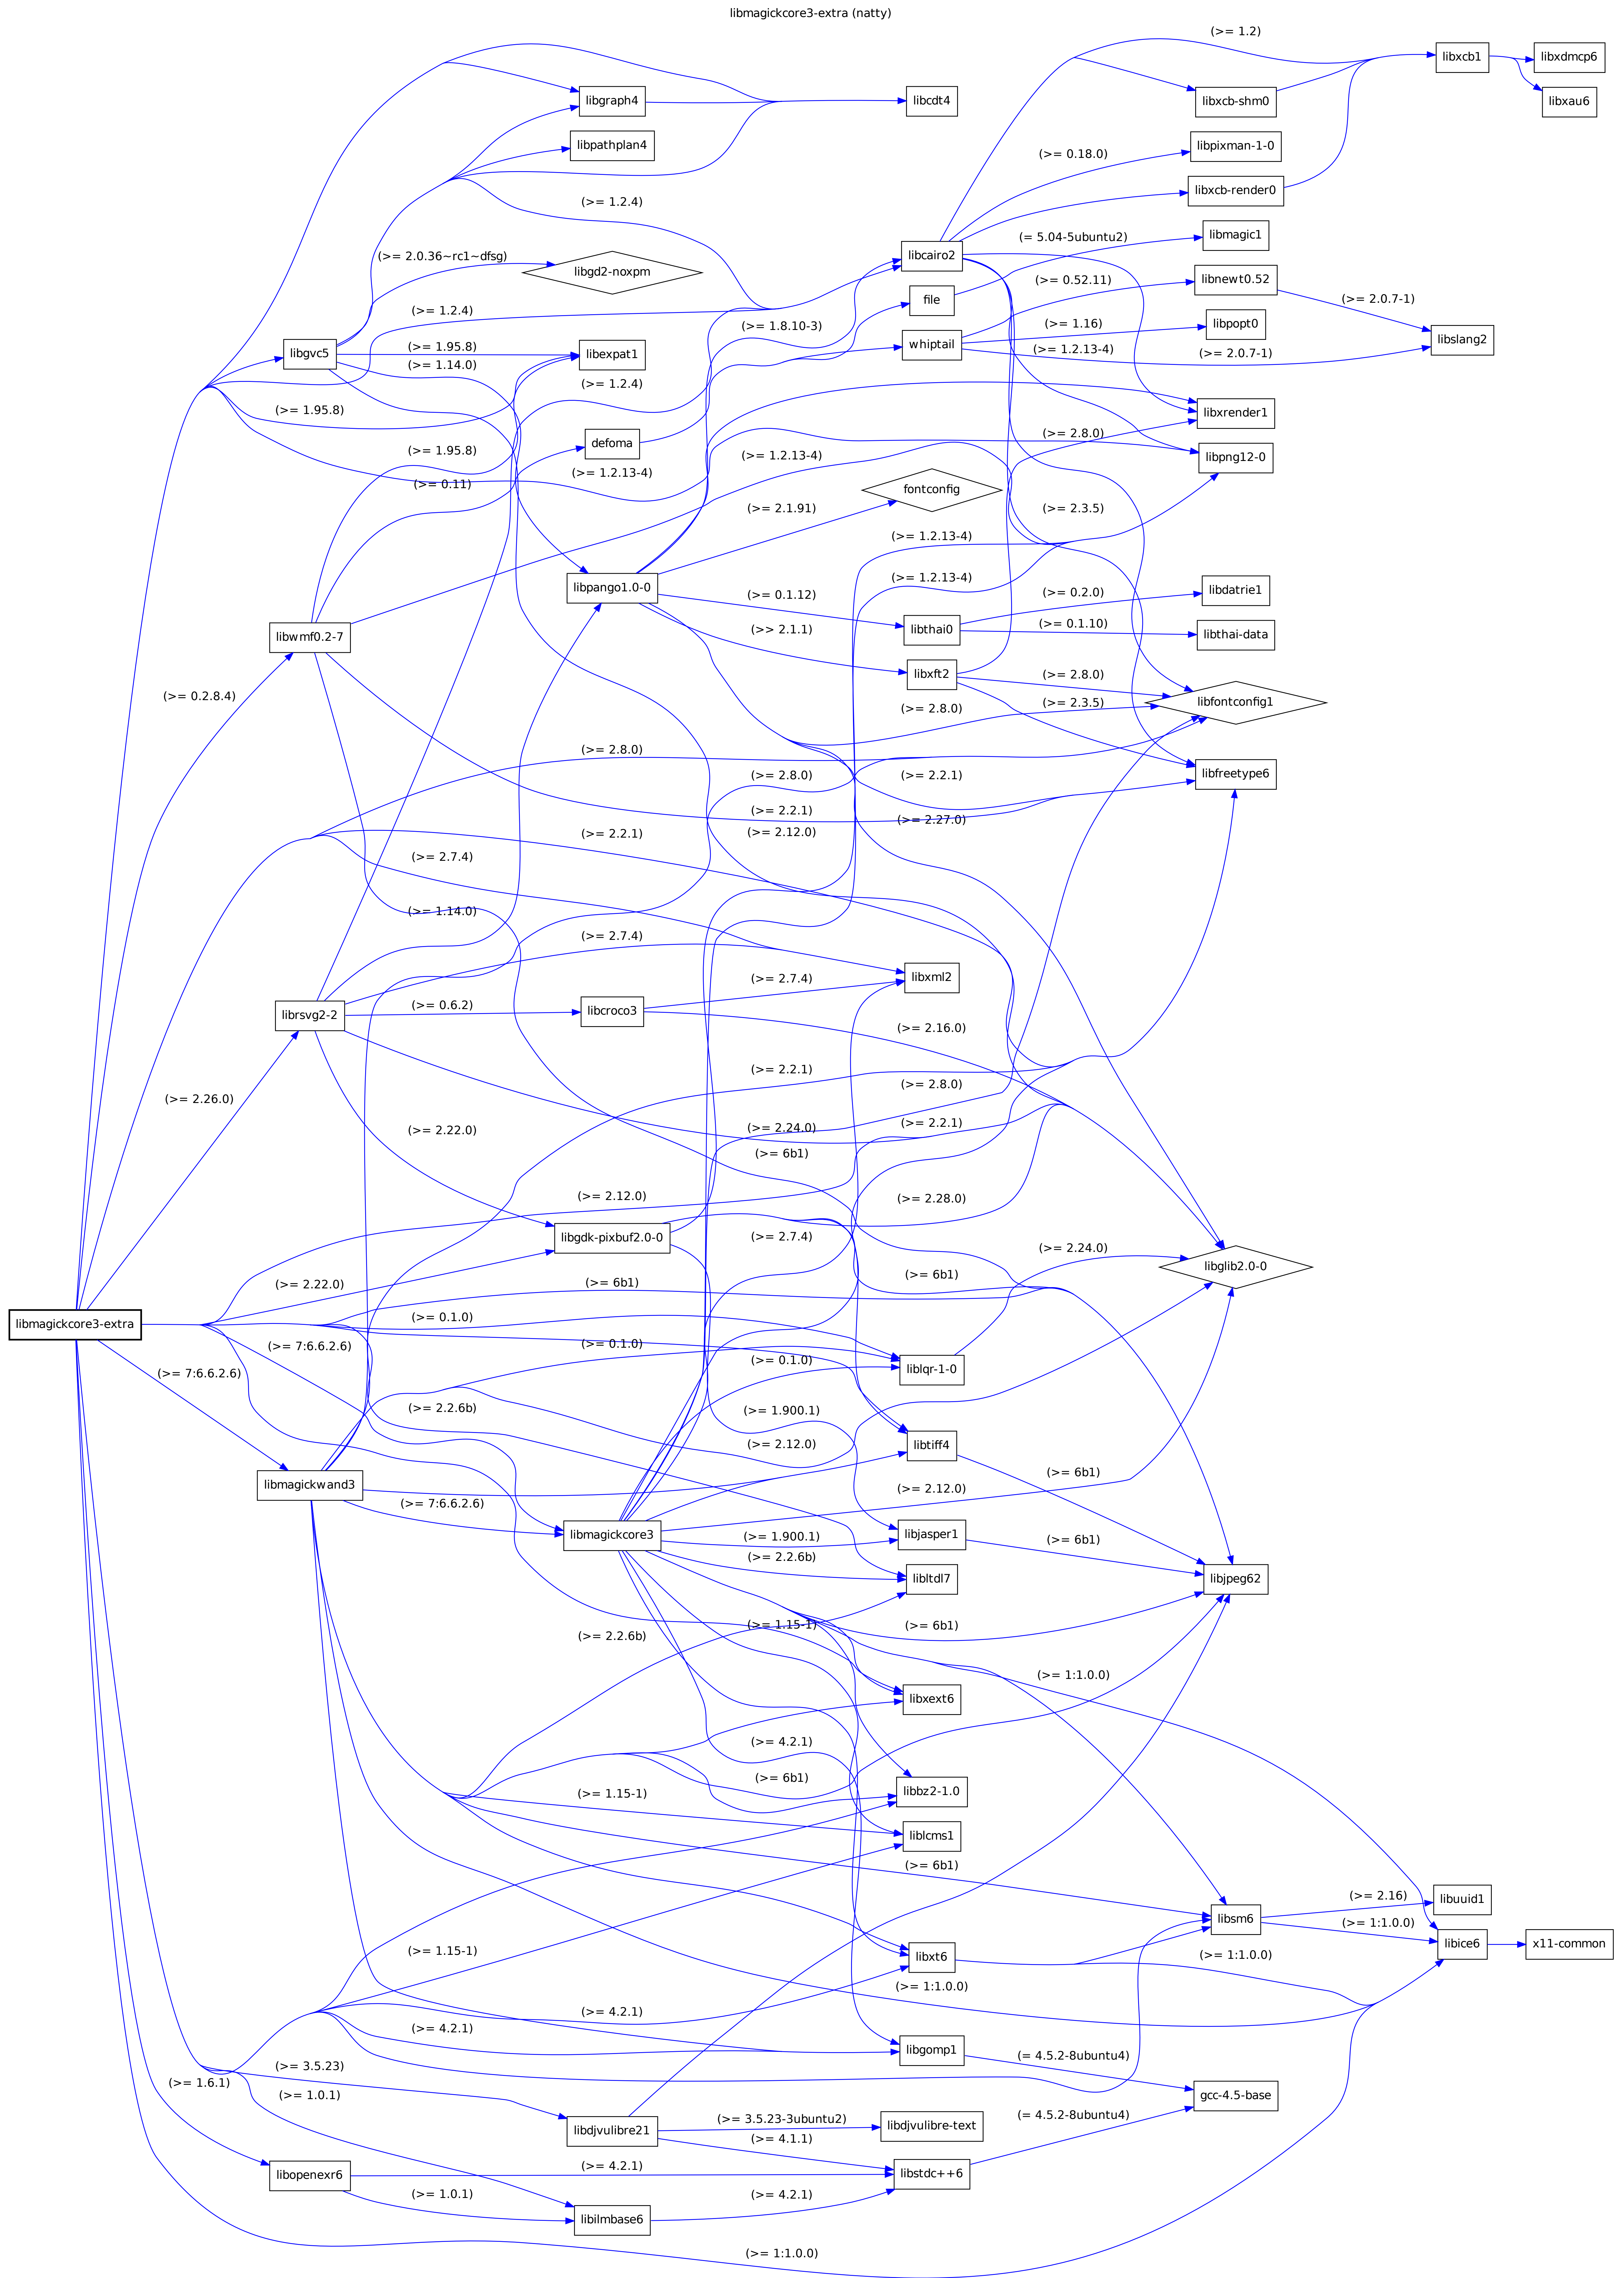 libmagickcore3-extra (natty)
(>= 1.2)
libxcb1
libxdmcp6
libgraph4
libcdt4
libxcb-shm0
libxau6
libpathplan4
libpixman-1-0
(>= 0.18.0)
libxcb-render0
(>= 1.2.4)
(= 5.04-5ubuntu2)
libmagic1
(>= 2.0.36~rc1~dfsg)
libgd2-noxpm
libcairo2
(>= 0.52.11)
libnewt0.52
file
(>= 2.0.7-1)
(>= 1.2.4)
(>= 1.8.10-3)
(>= 1.16)
libpopt0
libgvc5
(>= 1.95.8)
libexpat1
whiptail
(>= 1.2.13-4)
(>= 2.0.7-1)
libslang2
(>= 1.14.0)
(>= 1.2.4)
(>= 1.95.8)
libxrender1
defoma
(>= 2.8.0)
(>= 1.95.8)
(>= 1.2.13-4)
(>= 1.2.13-4)
libpng12-0
(>= 0.11)
fontconfig
(>= 2.1.91)
(>= 2.3.5)
(>= 1.2.13-4)
(>= 1.2.13-4)
libpango1.0-0
(>= 0.1.12)
(>= 0.2.0)
libdatrie1
libthai0
(>= 0.1.10)
libthai-data
libwmf0.2-7
(>> 2.1.1)
libxft2
(>= 2.8.0)
(>= 0.2.8.4)
(>= 2.8.0)
(>= 2.3.5)
libfontconfig1
(>= 2.8.0)
(>= 2.8.0)
(>= 2.2.1)
libfreetype6
(>= 2.2.1)
(>= 2.27.0)
(>= 2.2.1)
(>= 2.12.0)
(>= 2.7.4)
(>= 1.14.0)
(>= 2.7.4)
libxml2
(>= 2.7.4)
librsvg2-2
(>= 0.6.2)
libcroco3
(>= 2.16.0)
(>= 2.2.1)
(>= 2.8.0)
(>= 2.26.0)
(>= 2.22.0)
(>= 2.24.0)
(>= 2.2.1)
(>= 6b1)
(>= 2.12.0)
(>= 2.28.0)
libgdk-pixbuf2.0-0
(>= 2.7.4)
(>= 2.24.0)
libglib2.0-0
(>= 2.22.0)
(>= 6b1)
(>= 6b1)
libmagickcore3-extra
(>= 0.1.0)
(>= 7:6.6.2.6)
(>= 0.1.0)
(>= 0.1.0)
liblqr-1-0
(>= 7:6.6.2.6)
(>= 2.2.6b)
(>= 1.900.1)
(>= 2.12.0)
libtiff4
(>= 6b1)
libmagickwand3
(>= 2.12.0)
(>= 7:6.6.2.6)
libmagickcore3
(>= 1.900.1)
libjasper1
(>= 6b1)
(>= 2.2.6b)
libltdl7
libjpeg62
(>= 1.15-1)
(>= 6b1)
(>= 2.2.6b)
(>= 1:1.0.0)
libxext6
(>= 4.2.1)
(>= 6b1)
libbz2-1.0
(>= 1.15-1)
liblcms1
(>= 6b1)
(>= 2.16)
libuuid1
libsm6
(>= 1:1.0.0)
(>= 1.15-1)
libxt6
(>= 1:1.0.0)
libice6
x11-common
(>= 1:1.0.0)
(>= 4.2.1)
(>= 4.2.1)
libgomp1
(= 4.5.2-8ubuntu4)
(>= 3.5.23)
(>= 1.6.1)
(>= 1.0.1)
gcc-4.5-base
(>= 3.5.23-3ubuntu2)
libdjvulibre-text
(= 4.5.2-8ubuntu4)
libdjvulibre21
(>= 4.1.1)
libopenexr6
(>= 4.2.1)
libstdc++6
(>= 1.0.1)
(>= 4.2.1)
libilmbase6
(>= 1:1.0.0)